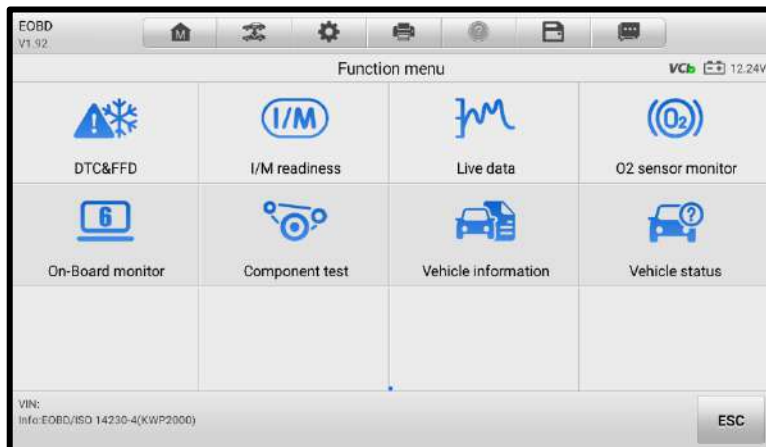 EOBD
V1.92
M
Function menu
VCb 12.24V
I/M
O2
DTC&FFD
I/M readiness
Live data
O2 sensor monitor
6
?
On-Board monitor
Component test
Vehicle information
Vehicle status
VIN:
Info:EOBD/ISO 14230-4(KWP2000)
ESC